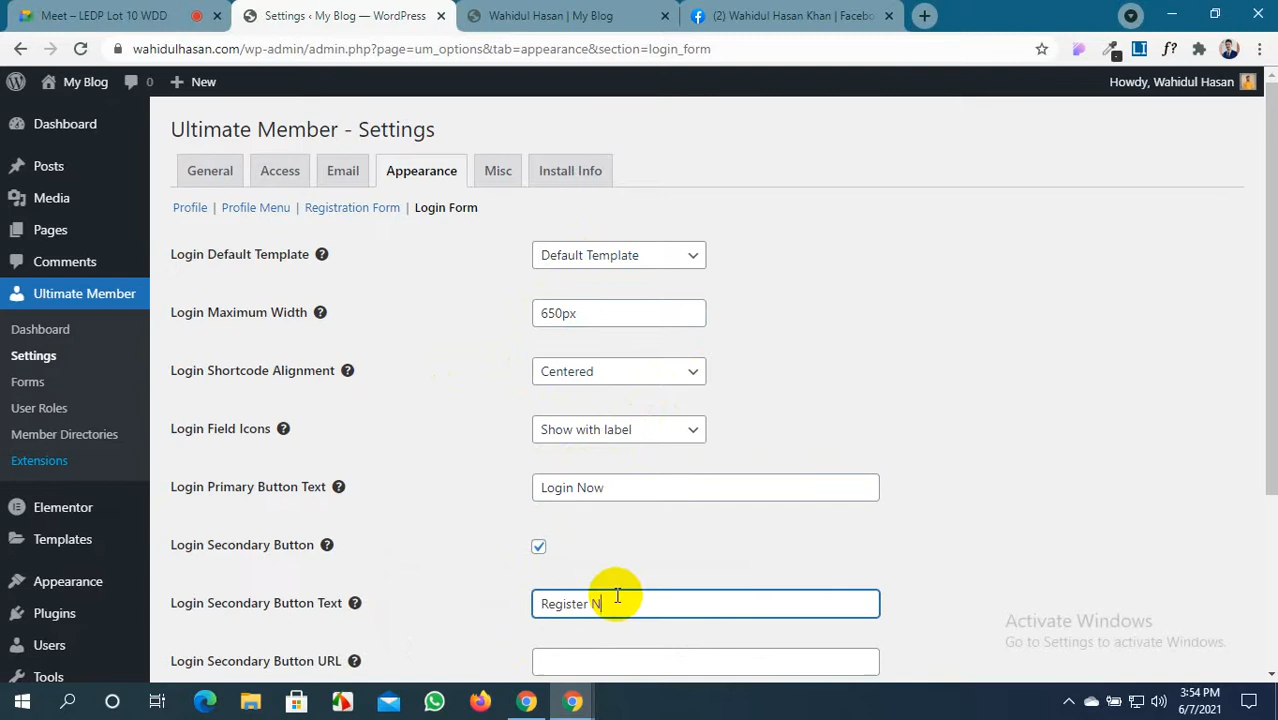 Meet – LEDP Lot 10 WDD
Settings ‹ My Blog — WordPress
Wahidul Hasan | My Blog
(2) Wahidul Hasan Khan | Facebo
wahidulhasan.com/wp-admin/admin.php?page=um_options&tab=appearance&section=login_form
My Blog
0
New
Howdy, Wahidul Hasan
Dashboard
Posts
Media
Pages
Comments
Ultimate Member
Dashboard
Settings
Forms
User Roles
Member Directories
Extensions
Elementor
Templates
Appearance
Plugins
Users
Tools
Ultimate Member - Settings
General
Access
Email
Appearance
Misc
Install Info
Profile | Profile Menu | Registration Form | Login Form
Login Default Template
Default Template
Login Maximum Width
650px
Login Shortcode Alignment
Centered
Login Field Icons
Show with label
Login Primary Button Text
Login Now
Login Secondary Button
Login Secondary Button Text
Register N
Login Secondary Button URL
Activate Windows
Go to Settings to activate Windows.
3:54 PM
6/7/2021